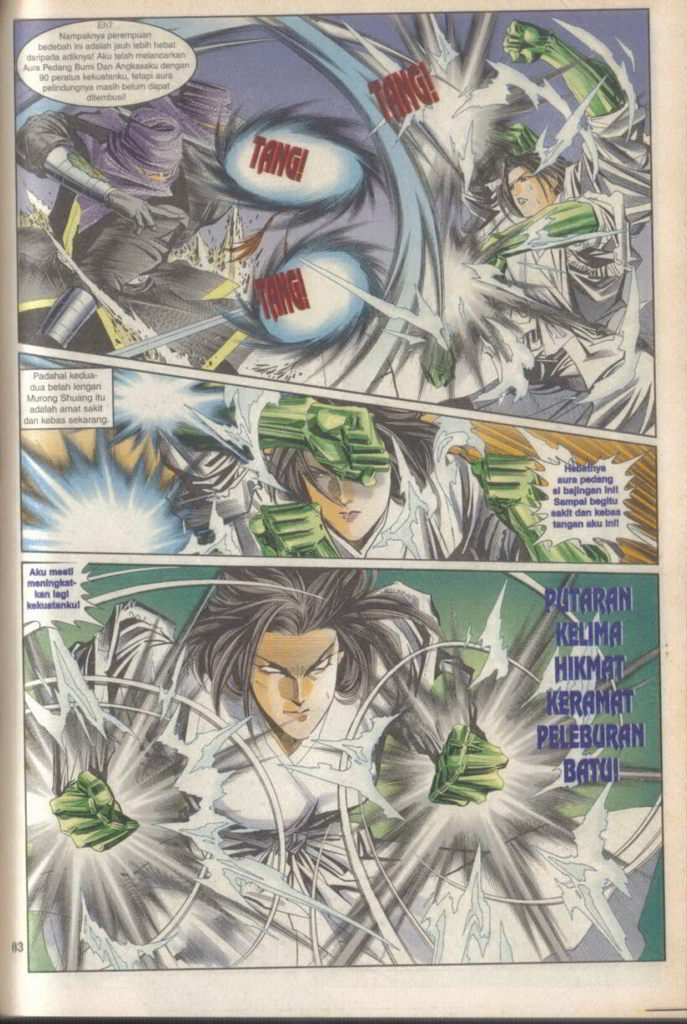 Eh?
Nampaknya perempuan
bedebah ini adalah jauh lebih hebat
daripada adiknya! Aku telah melancarkan
Aura Pedang Bumi Dan Angkasaku dengan
90 peratus kekuatanku, tetapi aura
pelindungnya masih belum dapat
ditembusi!
TANG!
TANG!
TANG!
Padahal kedua-
dua belah lengan
Murong Shuang itu
adalah amat sakit
dan kebas sekarang.
Hebatnya
aura pedang
si bajingan ini!
Sampai begitu
sakit dan kebas
tangan aku ini!
Aku mesti
meningkat-
kan lagi
kekuatanku!
PUTARAN
KELIMA
HIKMAT
KERAMAT
PELEBURAN
BATU!
83